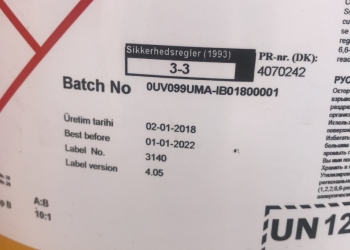 Sikkerhedsregler (1993)
3-3
PR-nr. (DK):
4070242
Batch No 0UV099UMA-IB01800001
Üretim tarihi 02-01-2018
Best before 01-01-2022
Label No. 3140
Label version 4.05
A:B
10:1
UN 12